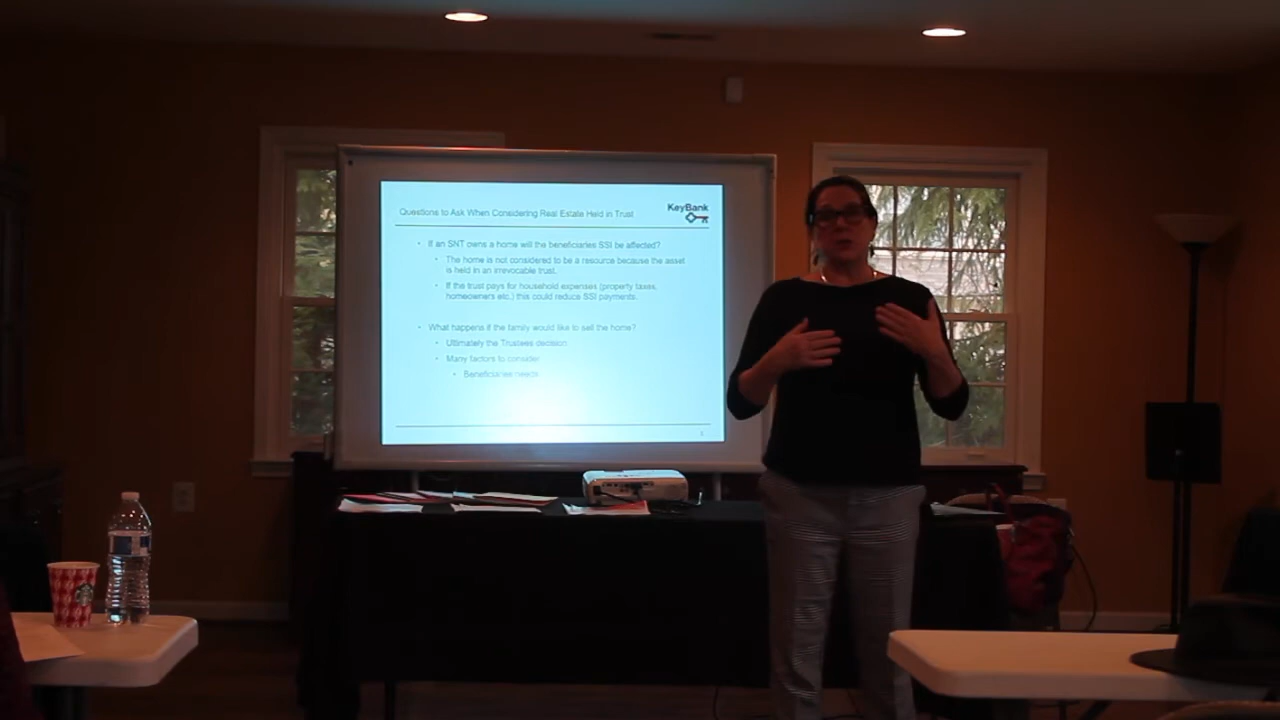 Questions to Ask When Considering Real Estate Held in Trust
KeyBank
• If an SNT owns a home will the beneficiaries SSI be affected?
• The home is not considered to be a resource because the asset
is held in an irrevocable trust.
• If the trust pays for household expenses (property taxes,
homeowners etc.) this could reduce SSI payments.
• What happens if the family would like to sell the home?
• Ultimately the Trustees decision
• Many factors to consider
• Beneficiaries needs